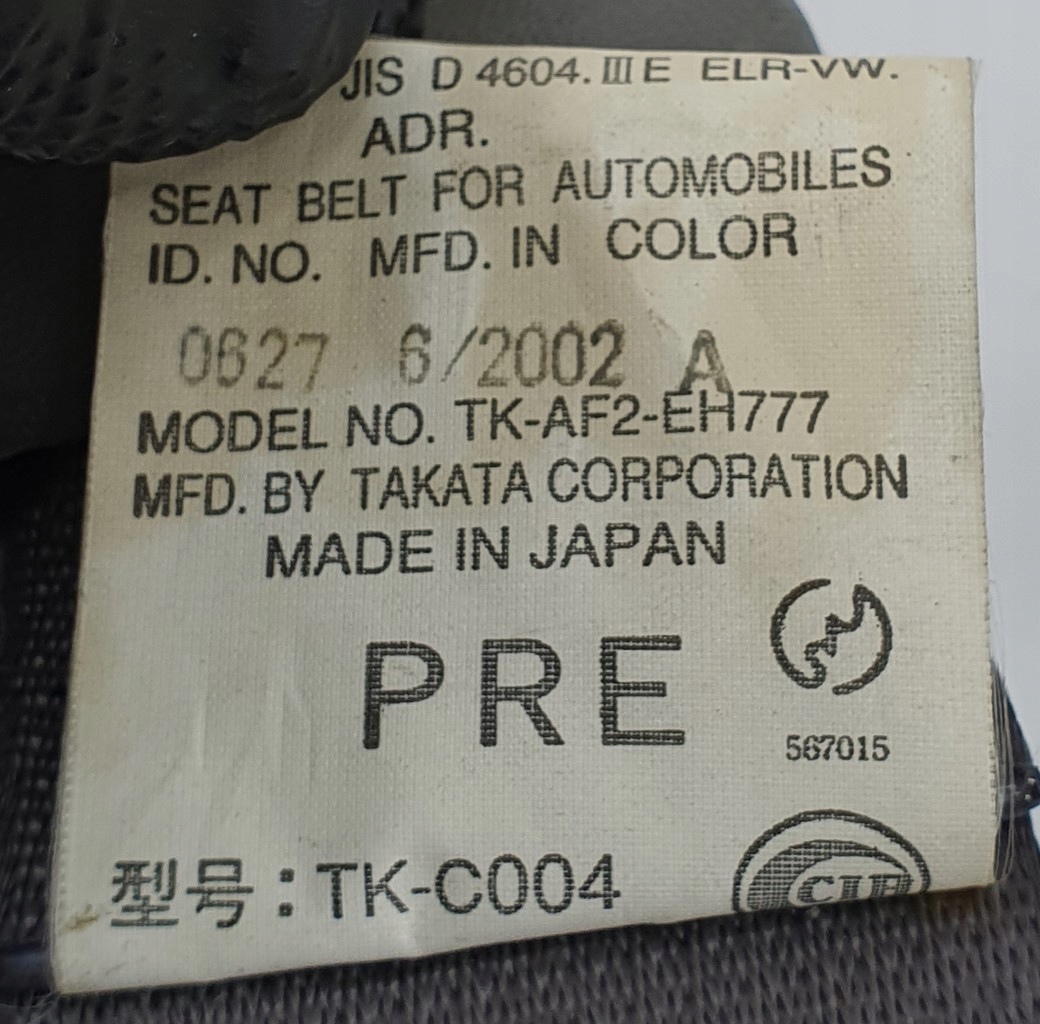 JIS D 4604.ⅢE ELR-VW.
ADR.
SEAT BELT FOR AUTOMOBILES
ID. NO. MFD. IN COLOR
0627 6/2002 A
MODEL NO. TK-AF2-EH777
MFD. BY TAKATA CORPORATION
MADE IN JAPAN
PRE
567015
型号:TK-C004